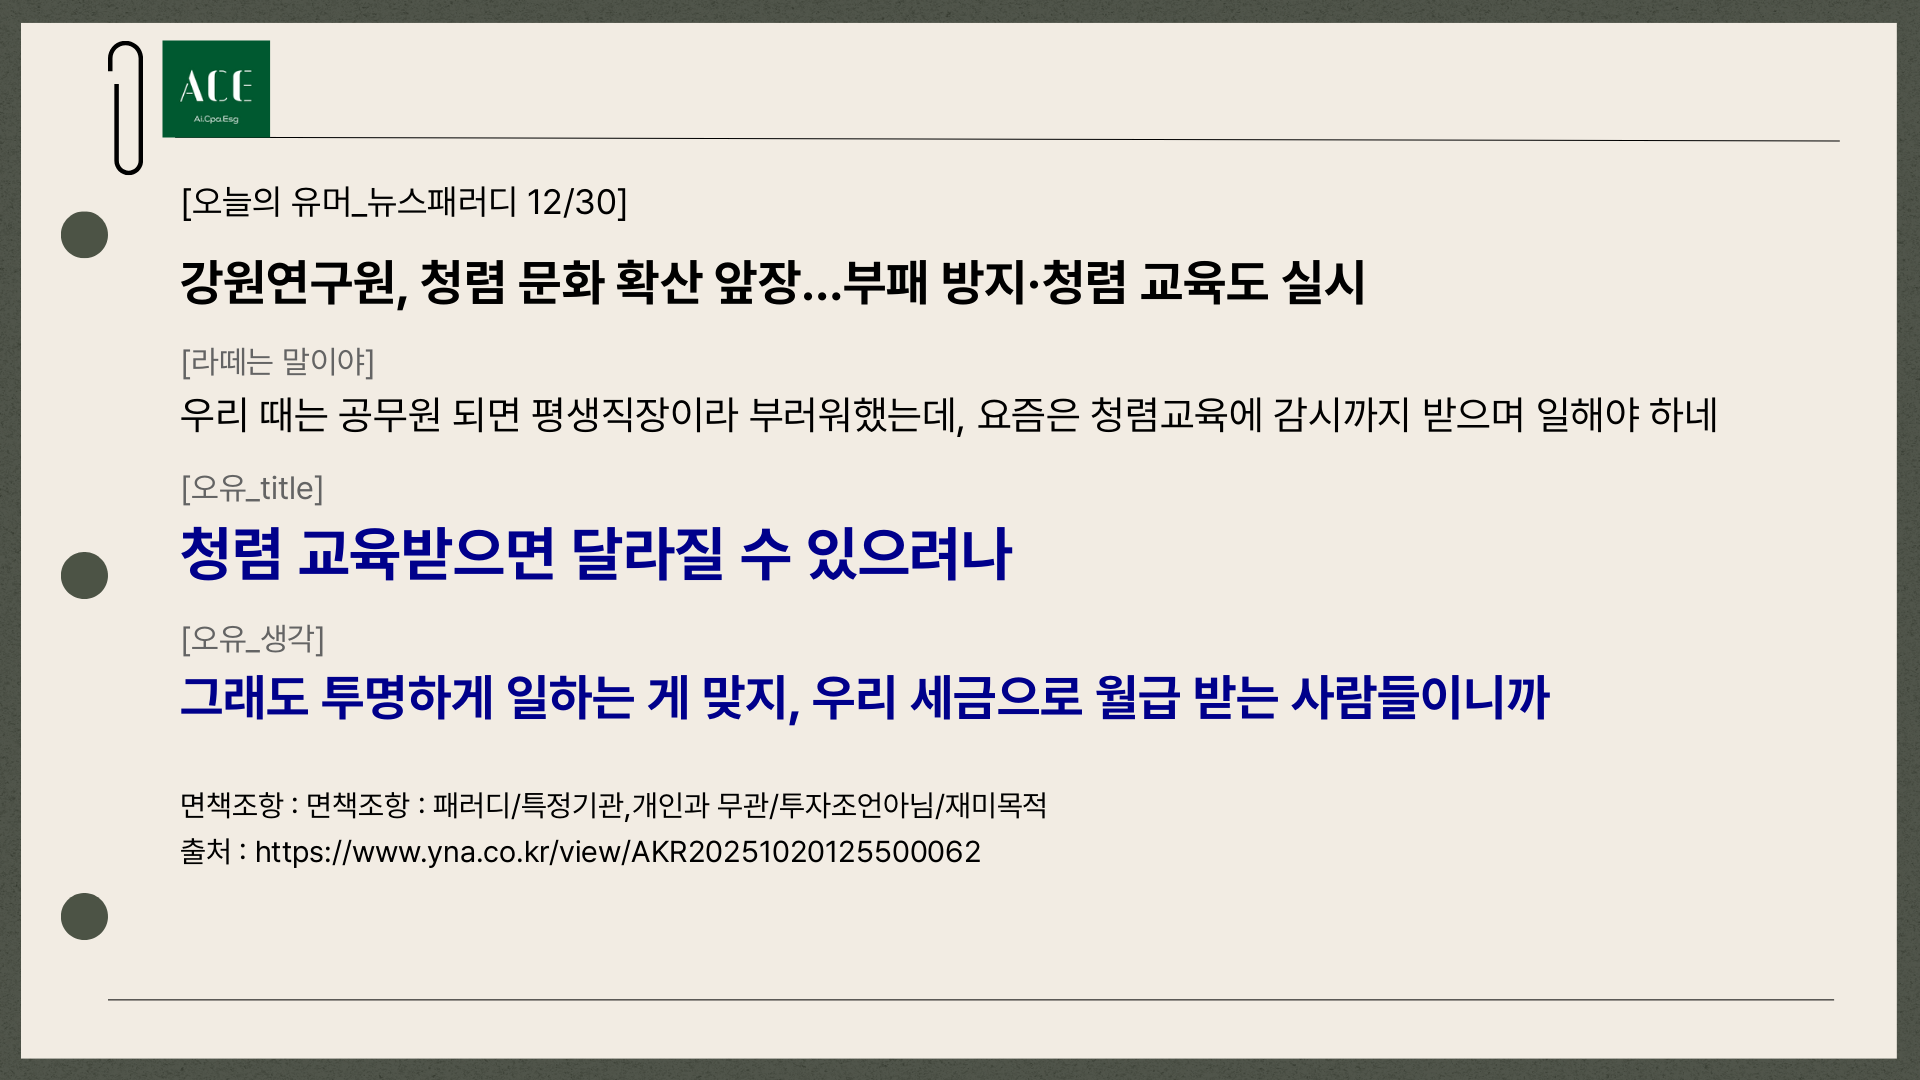 ACE
Ai.Cpa.Esg
[오늘의 유머_뉴스패러디 12/30]
강원연구원, 청렴 문화 확산 앞장...부패 방지·청렴 교육도 실시
[라떼는 말이야]
우리 때는 공무원 되면 평생직장이라 부러워했는데, 요즘은 청렴교육에 감시까지 받으며 일해야 하네
[오유_title]
청렴 교육받으면 달라질 수 있으려나
[오유_생각]
그래도 투명하게 일하는 게 맞지, 우리 세금으로 월급 받는 사람들이니까
면책조항 : 면책조항 : 패러디/특정기관,개인과 무관/투자조언아님/재미목적
출처 : https://www.yna.co.kr/view/AKR20251020125500062